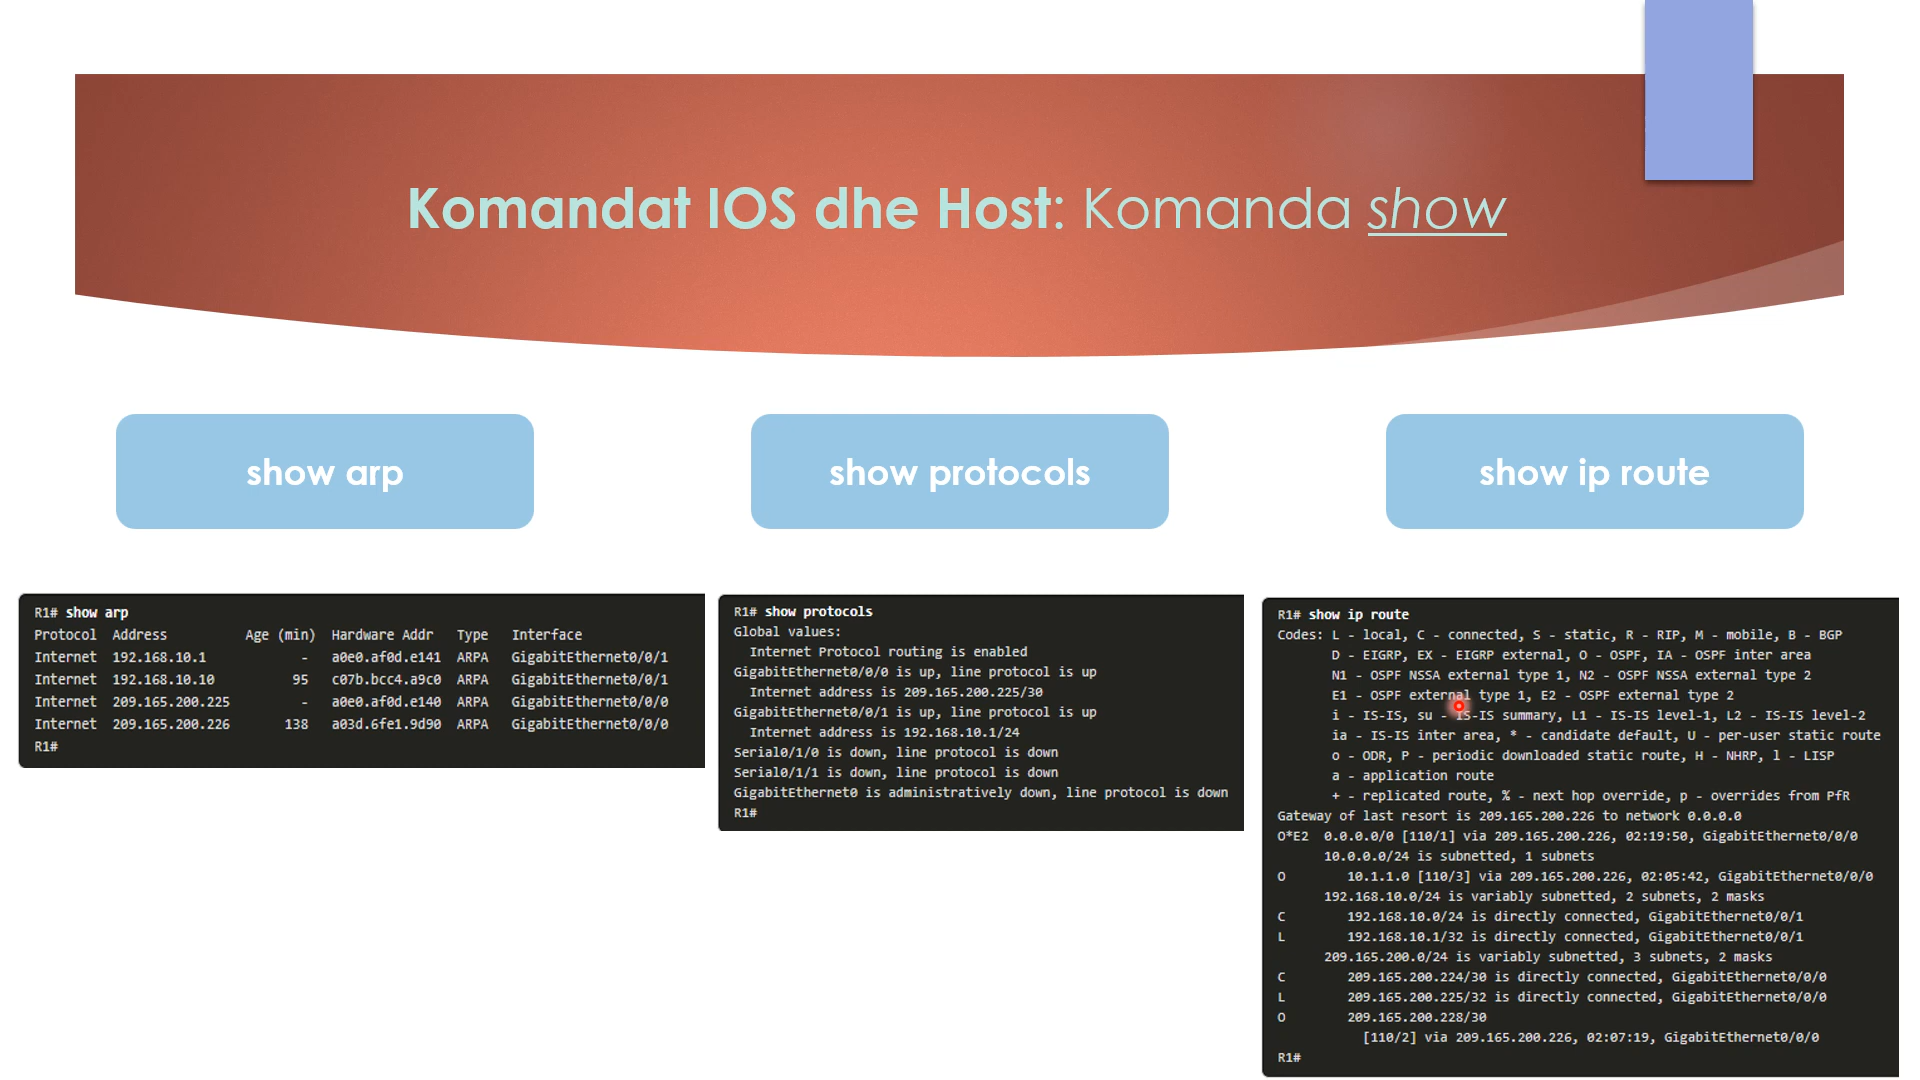 Komandat IOS dhe Host: Komanda show
show arp
show protocols
show ip route
R1# show arp
Protocol Address Age (min) Hardware Addr Type Interface
Internet 192.168.10.1 - a0e0.af0d.e141 ARPA GigabitEthernet0/0/1
Internet 192.168.10.10 95 c07b.bcc4.a9c0 ARPA GigabitEthernet0/0/1
Internet 209.165.200.225 - a0e0.af0d.e140 ARPA GigabitEthernet0/0/0
Internet 209.165.200.226 138 a03d.6fe1.9d90 ARPA GigabitEthernet0/0/0
R1#
R1# show protocols
Global values:
Internet Protocol routing is enabled
GigabitEthernet0/0/0 is up, line protocol is up
Internet address is 209.165.200.225/30
GigabitEthernet0/0/1 is up, line protocol is up
Internet address is 192.168.10.1/24
Serial0/1/0 is down, line protocol is down
Serial0/1/1 is down, line protocol is down
GigabitEthernet0 is administratively down, line protocol is down
R1#
R1# show ip route
Codes: L - local, C - connected, S - static, R - RIP, M - mobile, B - BGP
D - EIGRP, EX - EIGRP external, O - OSPF, IA - OSPF inter area
N1 - OSPF NSSA external type 1, N2 - OSPF NSSA external type 2
E1 - OSPF external type 1, E2 - OSPF external type 2
i - IS-IS, su - IS-IS summary, L1 - IS-IS level-1, L2 - IS-IS level-2
ia - IS-IS inter area, * - candidate default, U - per-user static route
o - ODR, P - periodic downloaded static route, H - NHRP, l - LISP
a - application route
+ - replicated route, % - next hop override, p - overrides from PfR
Gateway of last resort is 209.165.200.226 to network 0.0.0.0
O*E2 0.0.0.0/0 [110/1] via 209.165.200.226, 02:19:50, GigabitEthernet0/0/0
10.0.0.0/24 is subnetted, 1 subnets
O 10.1.1.0 [110/3] via 209.165.200.226, 02:05:42, GigabitEthernet0/0/0
192.168.10.0/24 is variably subnetted, 2 subnets, 2 masks
C 192.168.10.0/24 is directly connected, GigabitEthernet0/0/1
L 192.168.10.1/32 is directly connected, GigabitEthernet0/0/1
209.165.200.0/24 is variably subnetted, 3 subnets, 2 masks
C 209.165.200.224/30 is directly connected, GigabitEthernet0/0/0
L 209.165.200.225/32 is directly connected, GigabitEthernet0/0/0
O 209.165.200.228/30
[110/2] via 209.165.200.226, 02:07:19, GigabitEthernet0/0/0
R1#